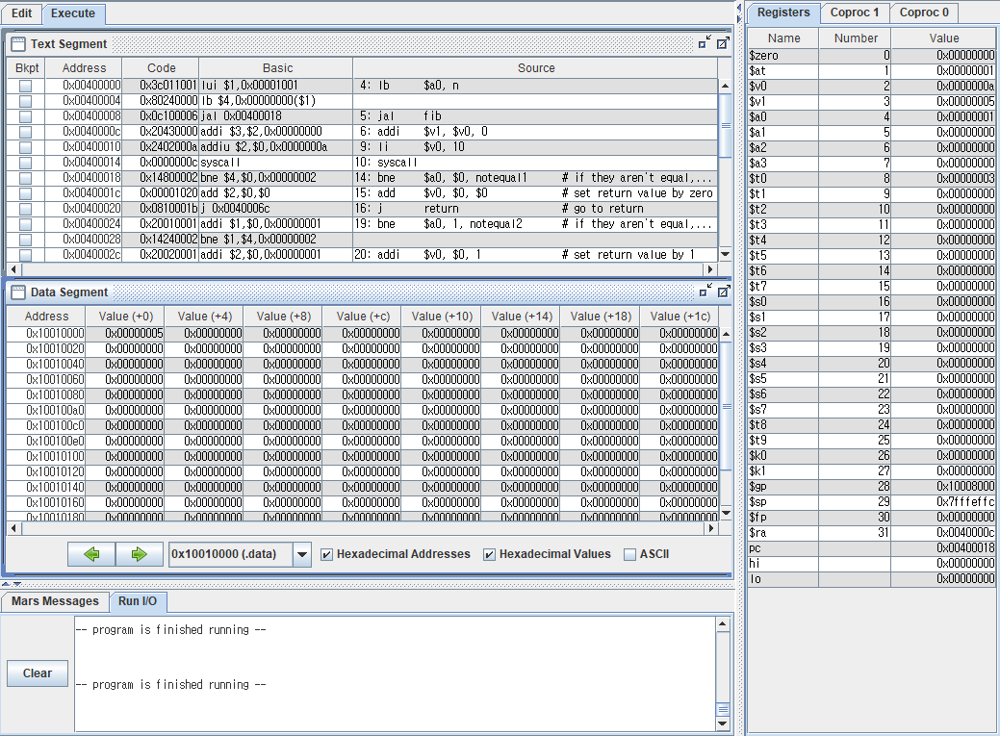 Edit Execute
Text Segment
Bkpt Address Code Basic Source
0x00400000 0x3c011001 lui $1,0x00001001 4: lb $a0, n
0x00400004 0x80240000 lb $4,0x00000000($1)
0x00400008 0x0c100006 jal 0x00400018 5: jal fib
0x0040000c 0x20430000 addi $3,$2,0x00000000 6: addi $v1, $v0, 0
0x00400010 0x2402000a addiu $2,$0,0x0000000a 9: li $v0, 10
0x00400014 0x0000000c syscall 10: syscall
0x00400018 0x14800002 bne $4,$0,0x00000002 14: bne $a0, $0, notequal1 # if they aren't equal,...
0x0040001c 0x00001020 add $2,$0,$0 15: add $v0, $0, $0 # set return value by zero
0x00400020 0x0810001b j 0x0040006c 16: j return # go to return
0x00400024 0x20010001 addi $1,$0,0x00000001 19: bne $a0, 1, notequal2 # if they aren't equal,...
0x00400028 0x14240002 bne $1,$4,0x00000002
0x0040002c 0x20020001 addi $2,$0,0x00000001 20: addi $v0, $0, 1 # set return value by 1
Data Segment
Address Value (+0) Value (+4) Value (+8) Value (+c) Value (+10) Value (+14) Value (+18) Value (+1c)
0x10010000 0x00000005 0x00000000 0x00000000 0x00000000 0x00000000 0x00000000 0x00000000 0x00000000
0x10010020 0x00000000 0x00000000 0x00000000 0x00000000 0x00000000 0x00000000 0x00000000 0x00000000
0x10010040 0x00000000 0x00000000 0x00000000 0x00000000 0x00000000 0x00000000 0x00000000 0x00000000
0x10010060 0x00000000 0x00000000 0x00000000 0x00000000 0x00000000 0x00000000 0x00000000 0x00000000
0x10010080 0x00000000 0x00000000 0x00000000 0x00000000 0x00000000 0x00000000 0x00000000 0x00000000
0x100100a0 0x00000000 0x00000000 0x00000000 0x00000000 0x00000000 0x00000000 0x00000000 0x00000000
0x100100c0 0x00000000 0x00000000 0x00000000 0x00000000 0x00000000 0x00000000 0x00000000 0x00000000
0x100100e0 0x00000000 0x00000000 0x00000000 0x00000000 0x00000000 0x00000000 0x00000000 0x00000000
0x10010100 0x00000000 0x00000000 0x00000000 0x00000000 0x00000000 0x00000000 0x00000000 0x00000000
0x10010120 0x00000000 0x00000000 0x00000000 0x00000000 0x00000000 0x00000000 0x00000000 0x00000000
0x10010140 0x00000000 0x00000000 0x00000000 0x00000000 0x00000000 0x00000000 0x00000000 0x00000000
0x10010160 0x00000000 0x00000000 0x00000000 0x00000000 0x00000000 0x00000000 0x00000000 0x00000000
0x10010180 0x00000000 0x00000000 0x00000000 0x00000000 0x00000000 0x00000000 0x00000000 0x00000000
0x10010000 (.data) Hexadecimal Addresses Hexadecimal Values ASCII
Mars Messages Run I/O
-- program is finished running --
Clear
-- program is finished running --
Registers Coproc 1 Coproc 0
Name Number Value
$zero 0 0x00000000
$at 1 0x00000001
$v0 2 0x0000000a
$v1 3 0x00000005
$a0 4 0x00000001
$a1 5 0x00000000
$a2 6 0x00000000
$a3 7 0x00000000
$t0 8 0x00000003
$t1 9 0x00000000
$t2 10 0x00000000
$t3 11 0x00000000
$t4 12 0x00000000
$t5 13 0x00000000
$t6 14 0x00000000
$t7 15 0x00000000
$s0 16 0x00000000
$s1 17 0x00000000
$s2 18 0x00000000
$s3 19 0x00000000
$s4 20 0x00000000
$s5 21 0x00000000
$s6 22 0x00000000
$s7 23 0x00000000
$t8 24 0x00000000
$t9 25 0x00000000
$k0 26 0x00000000
$k1 27 0x00000000
$gp 28 0x10008000
$sp 29 0x7fffeffc
$fp 30 0x00000000
$ra 31 0x0040000c
pc 0x00400018
hi 0x00000000
lo 0x00000000